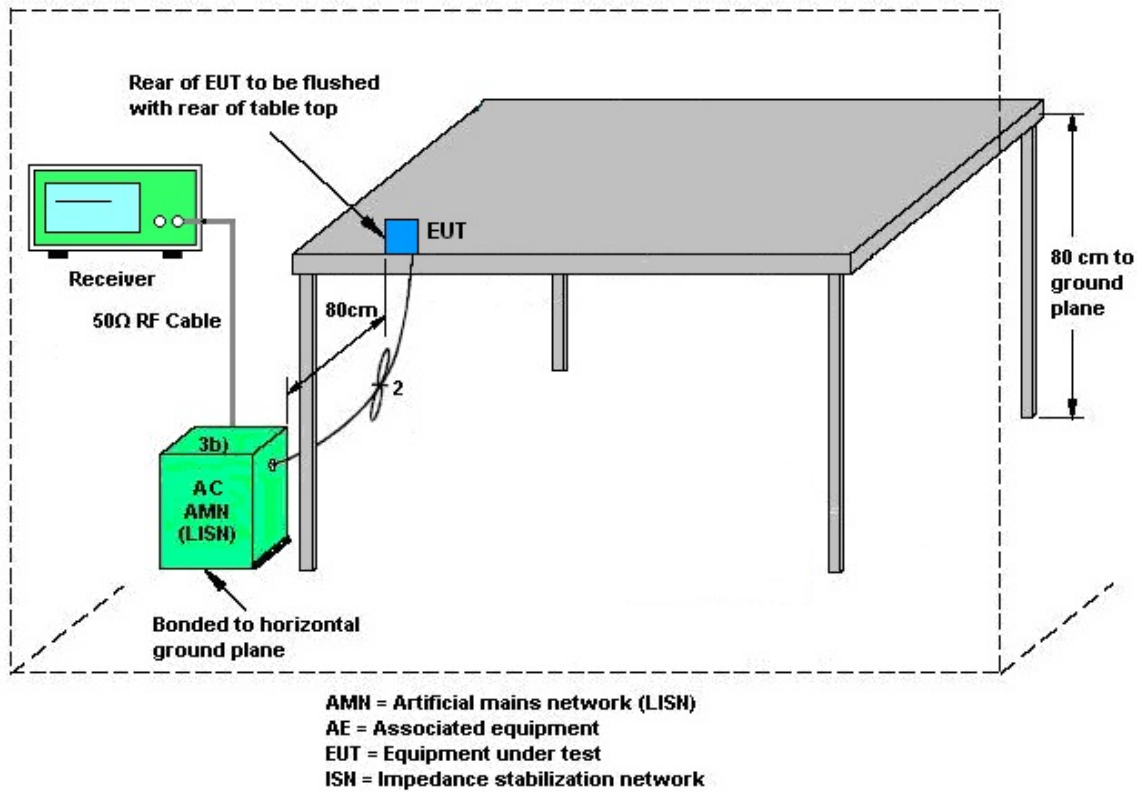 Rear of EUT to be flushed
with rear of table top
EUT
Receiver
50Ω RF Cable
80cm
80 cm to
ground
plane
2
3b)
AC
AMN
(LISN)
Bonded to horizontal
ground plane
AMN = Artificial mains network (LISN)
AE = Associated equipment
EUT = Equipment under test
ISN = Impedance stabilization network